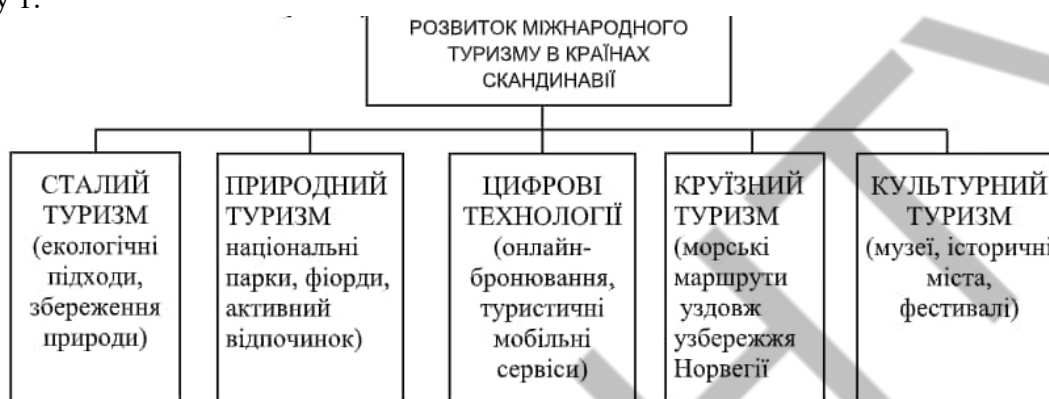 у 1.
РОЗВИТОК МІЖНАРОДНОГО
ТУРИЗМУ В КРАЇНАХ
СКАНДИНАВІЇ
СТАЛИЙ
ТУРИЗМ
(екологічні
підходи,
збереження
природи)
ПРИРОДНИЙ
ТУРИЗМ
національні
парки, фіорди,
активний
відпочинок)
ЦИФРОВІ
ТЕХНОЛОГІЇ
(онлайн-
бронювання,
туристичні
мобільні
сервіси)
КРУЇЗНИЙ
ТУРИЗМ
(морські
маршрути
уздовж
узбережжя
Норвегії
КУЛЬТУРНИЙ
ТУРИЗМ
(музеї, історичні
міста,
фестивалі)